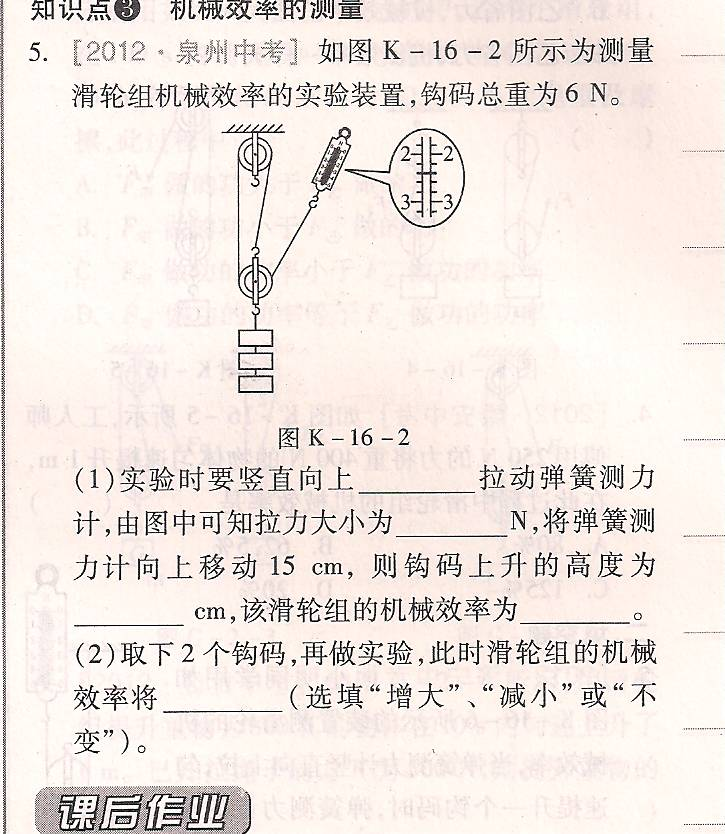 知识点❸ 机械效率的测量
5. [2012·泉州中考] 如图 K-16-2 所示为测量
滑轮组机械效率的实验装置,钩码总重为 6 N。
2 2
3 3
图 K-16-2
(1)实验时要竖直向上__________拉动弹簧测力
计,由图中可知拉力大小为__________N,将弹簧测
力计向上移动 15 cm, 则钩码上升的高度为
__________cm,该滑轮组的机械效率为__________。
(2)取下 2 个钩码,再做实验,此时滑轮组的机械
效率将__________(选填“增大”、“减小”或“不
变”)。
课后作业